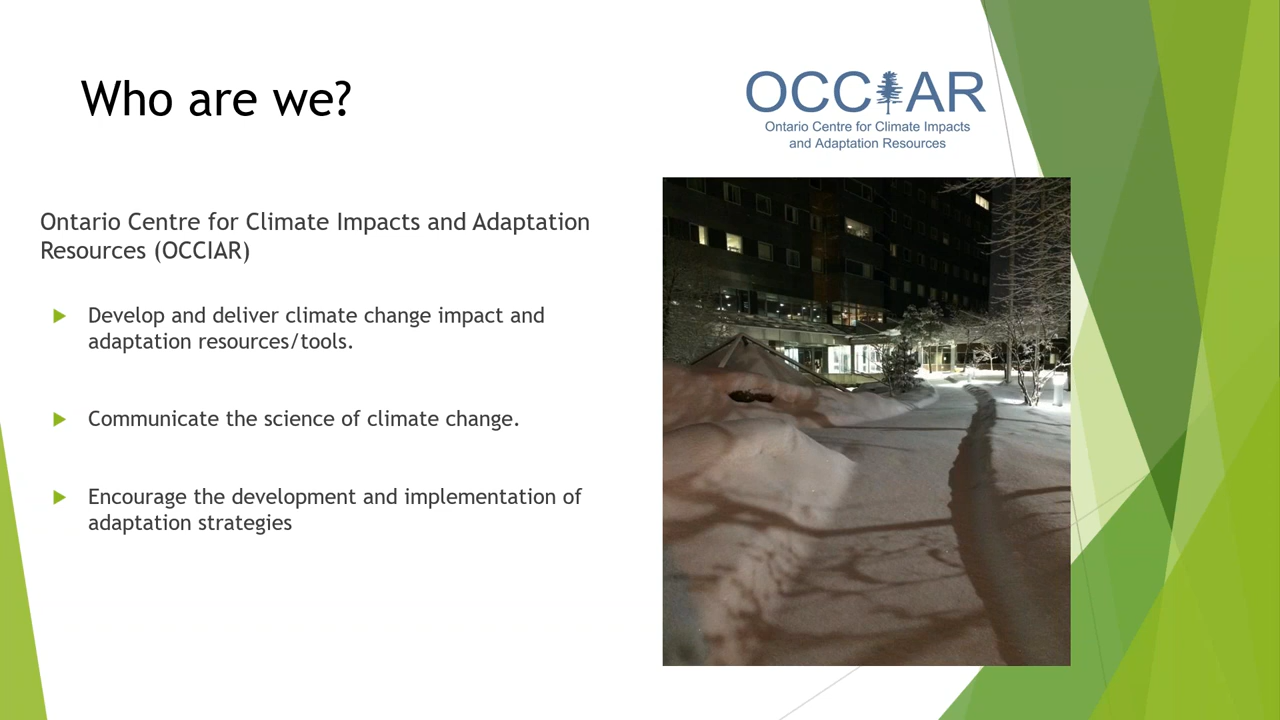 Who are we?
OCCIAR
Ontario Centre for Climate Impacts
and Adaptation Resources
Ontario Centre for Climate Impacts and Adaptation
Resources (OCCIAR)
Develop and deliver climate change impact and
adaptation resources/tools.
Communicate the science of climate change.
Encourage the development and implementation of
adaptation strategies